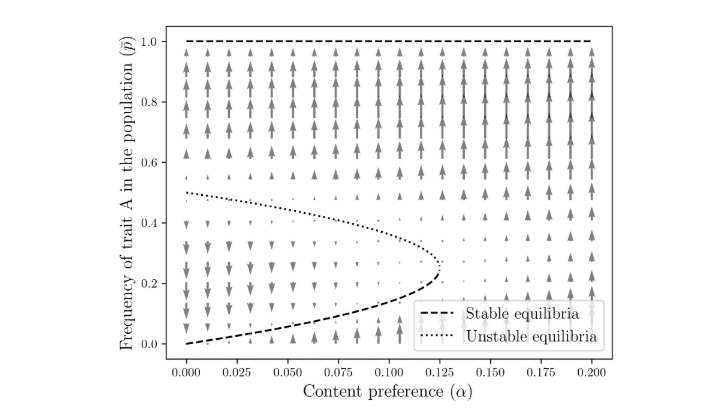 Frequency of trait A in the population (p̄)
1.0
0.8
0.6
0.4
0.2
0.0
Stable equilibria
Unstable equilibria
0.000 0.025 0.050 0.075 0.100 0.125 0.150 0.175 0.200
Content preference (α)